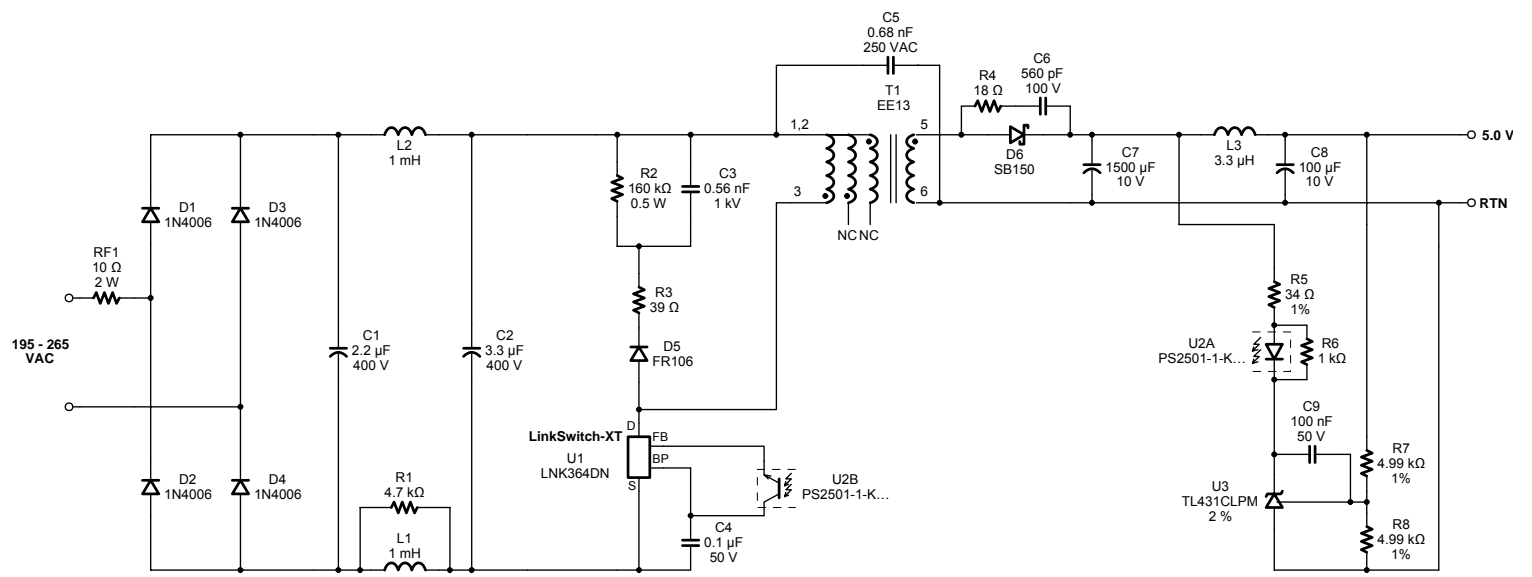 C5
0.68 nF
250 VAC
T1
EE13
R4
18 Ω
C6
560 pF
100 V
1,2
3
5
6
NC NC
D6
SB150
C7
1500 µF
10 V
L3
3.3 µH
C8
100 µF
10 V
5.0 V
RTN
L2
1 mH
D1
1N4006
D3
1N4006
R2
160 kΩ
0.5 W
C3
0.56 nF
1 kV
RF1
10 Ω
2 W
195 - 265
VAC
C1
2.2 µF
400 V
C2
3.3 µF
400 V
R3
39 Ω
D5
FR106
R5
34 Ω
1%
U2A
PS2501-1-K...
R6
1 kΩ
C9
100 nF
50 V
LinkSwitch-XT
U1
LNK364DN
D
FB
BP
S
U2B
PS2501-1-K...
D2
1N4006
D4
1N4006
R1
4.7 kΩ
L1
1 mH
C4
0.1 µF
50 V
U3
TL431CLPM
2 %
R7
4.99 kΩ
1%
R8
4.99 kΩ
1%